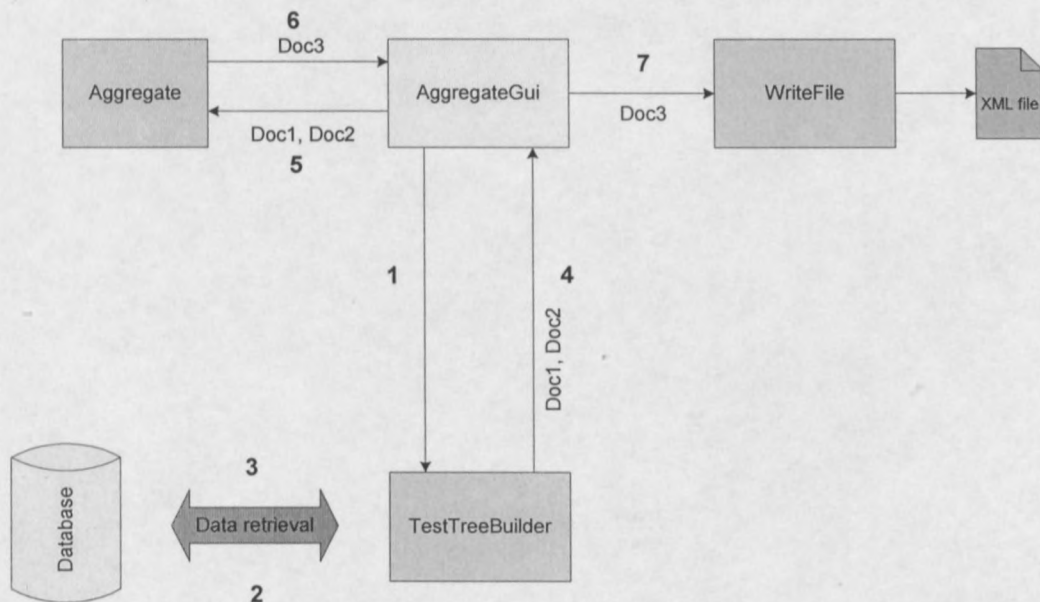 6
Doc3
7
Aggregate
AggregateGui
WriteFile
XML file
Doc3
Doc1, Doc2
5
1
4
Doc1, Doc2
3
Database
Data retrieval
TestTreeBuilder
2